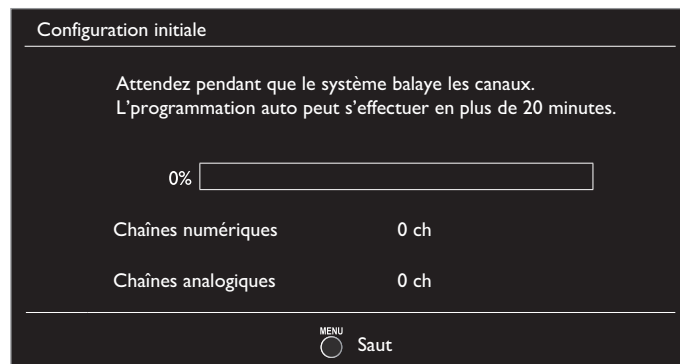 Configuration initiale
Attendez pendant que le système balaye les canaux.
L’programmation auto peut s’effectuer en plus de 20 minutes.
0%
Chaînes numériques 0 ch
Chaînes analogiques 0 ch
MENU
Saut